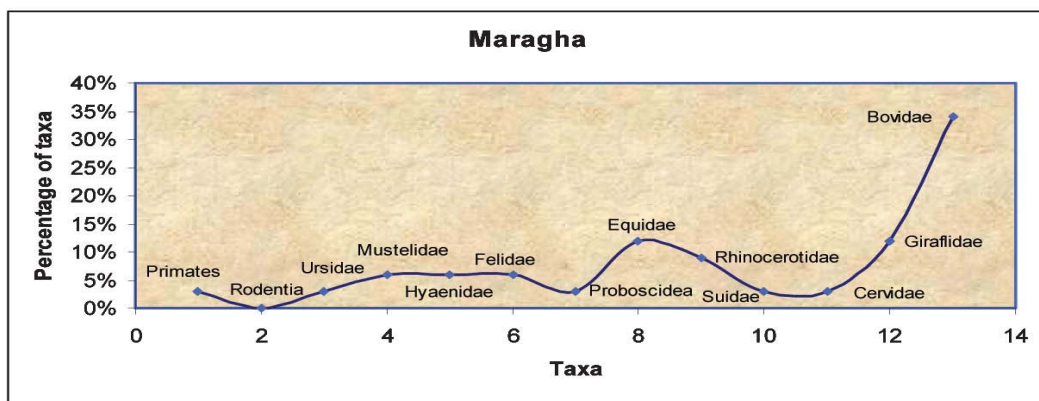 Maragha
Percentage of taxa
40%
35%
30%
25%
20%
15%
10%
5%
0%
Primates
Rodentia
Ursidae
Mustelidae
Hyaenidae
Felidae
Proboscidea
Equidae
Rhinocerotidae
Suidae
Cervidae
Giraflidae
Bovidae
0 2 4 6 8 10 12 14
Taxa